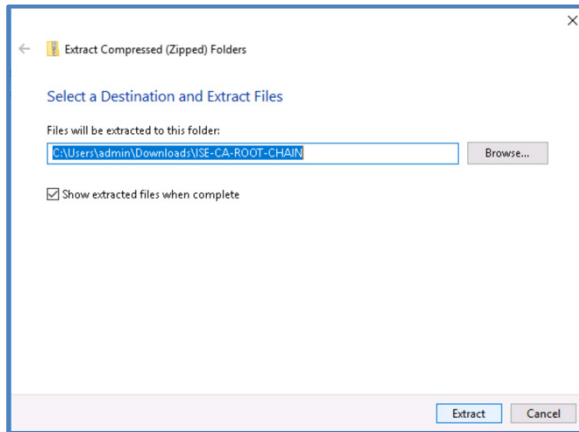 Extract Compressed (Zipped) Folders
Select a Destination and Extract Files
Files will be extracted to this folder:
C:\Users\admin\Downloads\ISE-CA-ROOT-CHAIN
Browse...
Show extracted files when complete
Extract
Cancel